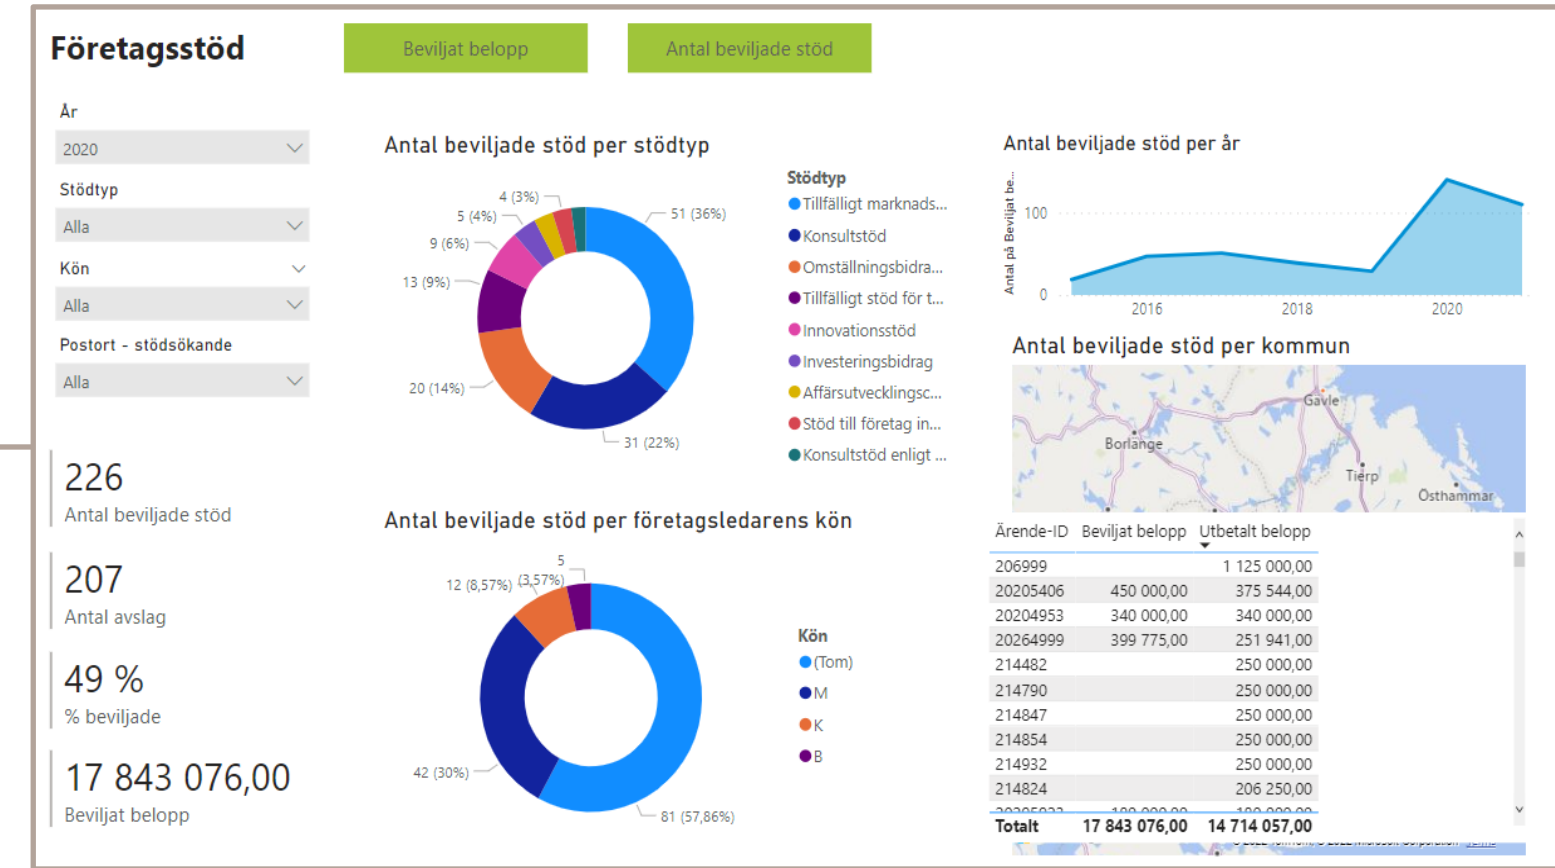 Företagsstöd
Beviljat belopp
Antal beviljade stöd
År
2020
Stödtyp
Alla
Kön
Alla
Postort - stödsökande
Alla
226
Antal beviljade stöd
207
Antal avslag
49 %
% beviljade
17 843 076,00
Beviljat belopp
Antal beviljade stöd per stödtyp
4 (3%)
5 (4%)
9 (6%)
13 (9%)
20 (14%)
51 (36%)
31 (22%)
Stödtyp
Tillfälligt marknads...
Konsultstöd
Omställningsbidra...
Tillfälligt stöd för t...
Innovationsstöd
Investeringsbidrag
Affärsutvecklingsc...
Stöd till företag in...
Konsultstöd enligt ...
Antal beviljade stöd per företagsledarens kön
5
(3,57%)
12 (8,57%)
42 (30%)
81 (57,86%)
Kön
(Tom)
M
K
B
Antal beviljade stöd per år
Antal på Beviljat be...
100
0
2016
2018
2020
Antal beviljade stöd per kommun
Gävle
Borlänge
Tierp
Östhammar
Ärende-ID Beviljat belopp Utbetalt belopp
206999 1 125 000,00
20205406 450 000,00 375 544,00
20204953 340 000,00 340 000,00
20264999 399 775,00 251 941,00
214482 250 000,00
214790 250 000,00
214847 250 000,00
214854 250 000,00
214932 250 000,00
214824 206 250,00
Totalt 17 843 076,00 14 714 057,00